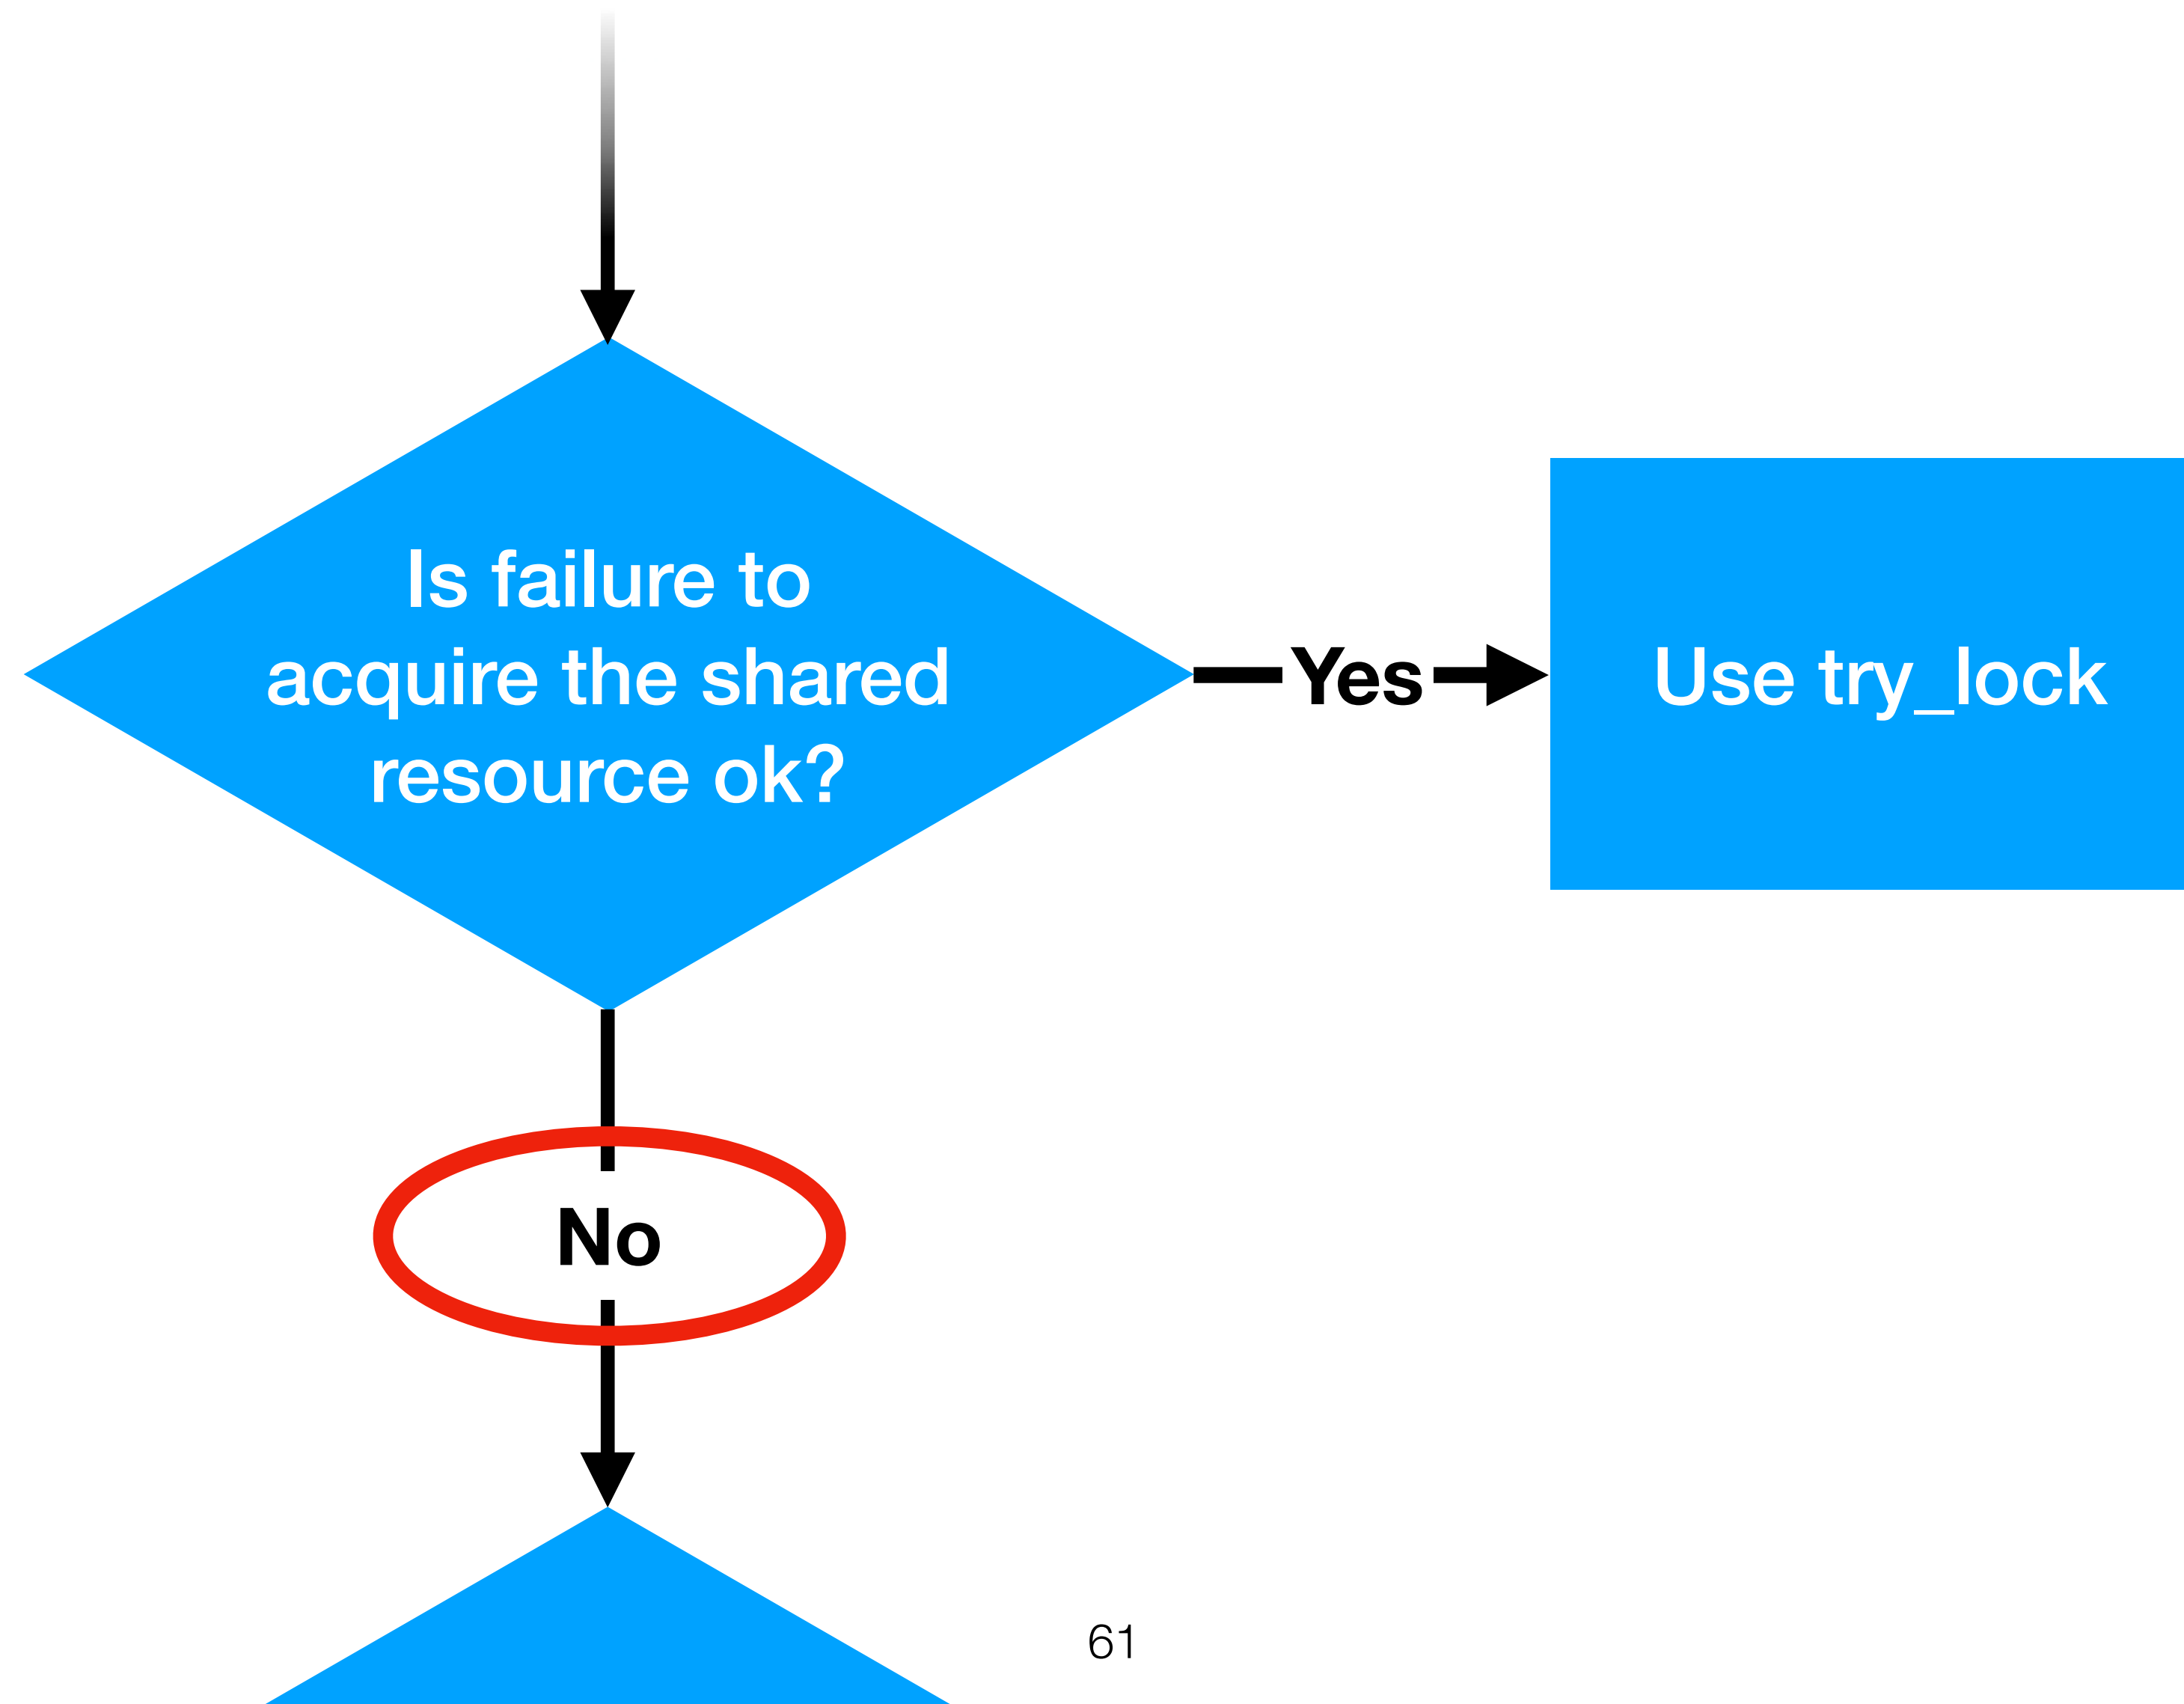 Is failure to
acquire the shared
resource ok?
Yes
Use try_lock
No
61